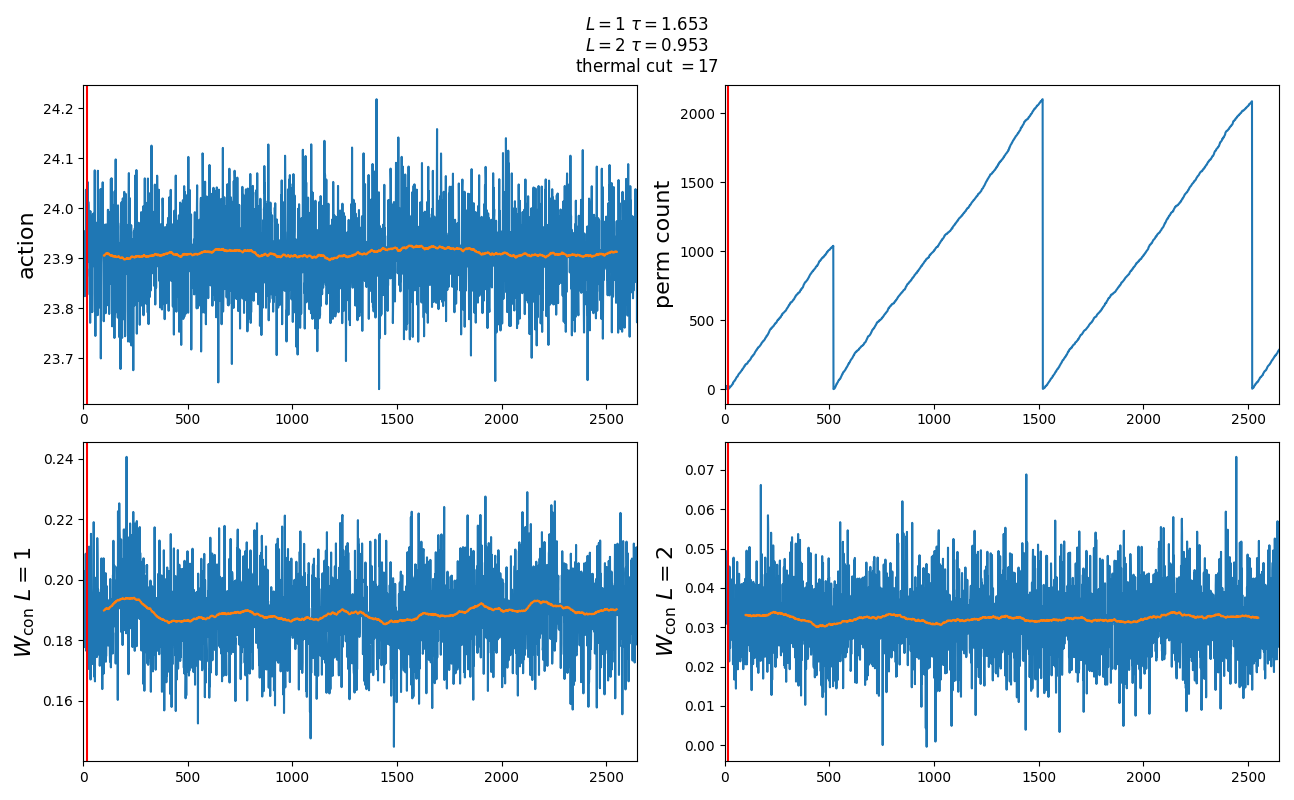 L = 1 τ = 1.653
L = 2 τ = 0.953
thermal cut = 17
action
24.2
24.1
24.0
23.9
23.8
23.7
0 500 1000 1500 2000 2500
perm count
2000
1500
1000
500
0
0 500 1000 1500 2000 2500
W_con L = 1
0.24
0.22
0.20
0.18
0.16
0 500 1000 1500 2000 2500
W_con L = 2
0.07
0.06
0.05
0.04
0.03
0.02
0.01
0.00
0 500 1000 1500 2000 2500